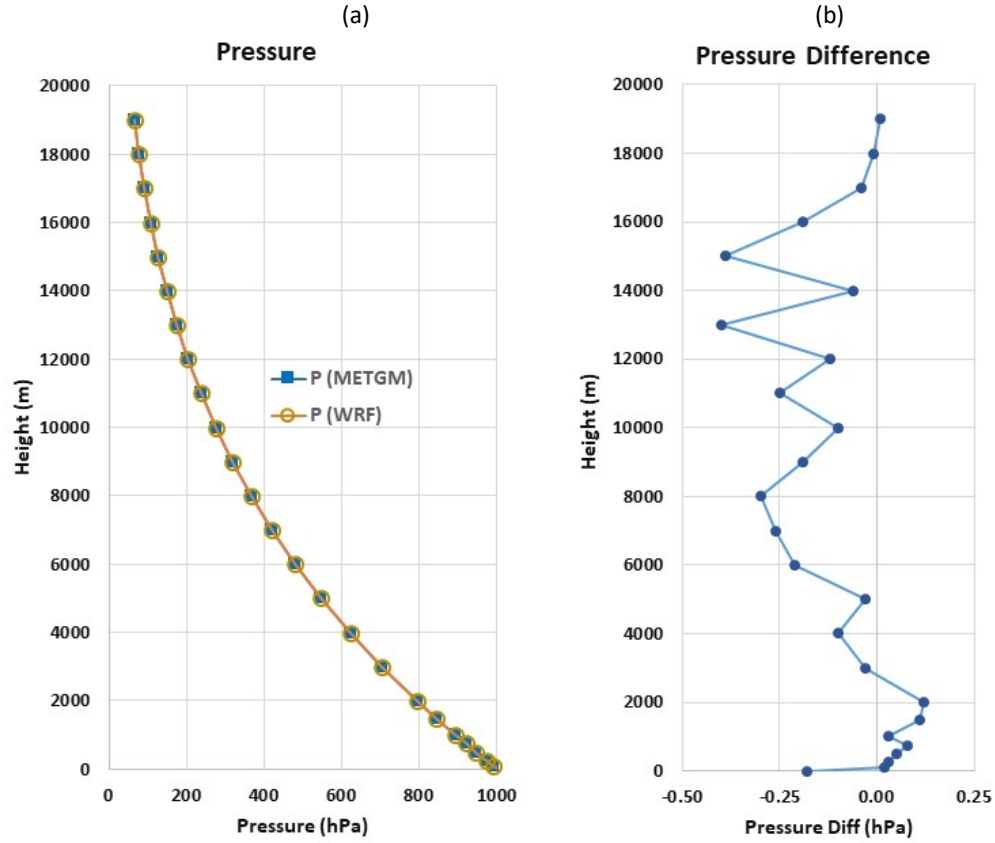 (a)
Pressure
20000
18000
16000
14000
12000
10000
8000
6000
4000
2000
0
Height (m)
P (METGM)
P (WRF)
0 200 400 600 800 1000
Pressure (hPa)
(b)
Pressure Difference
20000
18000
16000
14000
12000
10000
8000
6000
4000
2000
0
Height (m)
-0.50 -0.25 0.00 0.25
Pressure Diff (hPa)